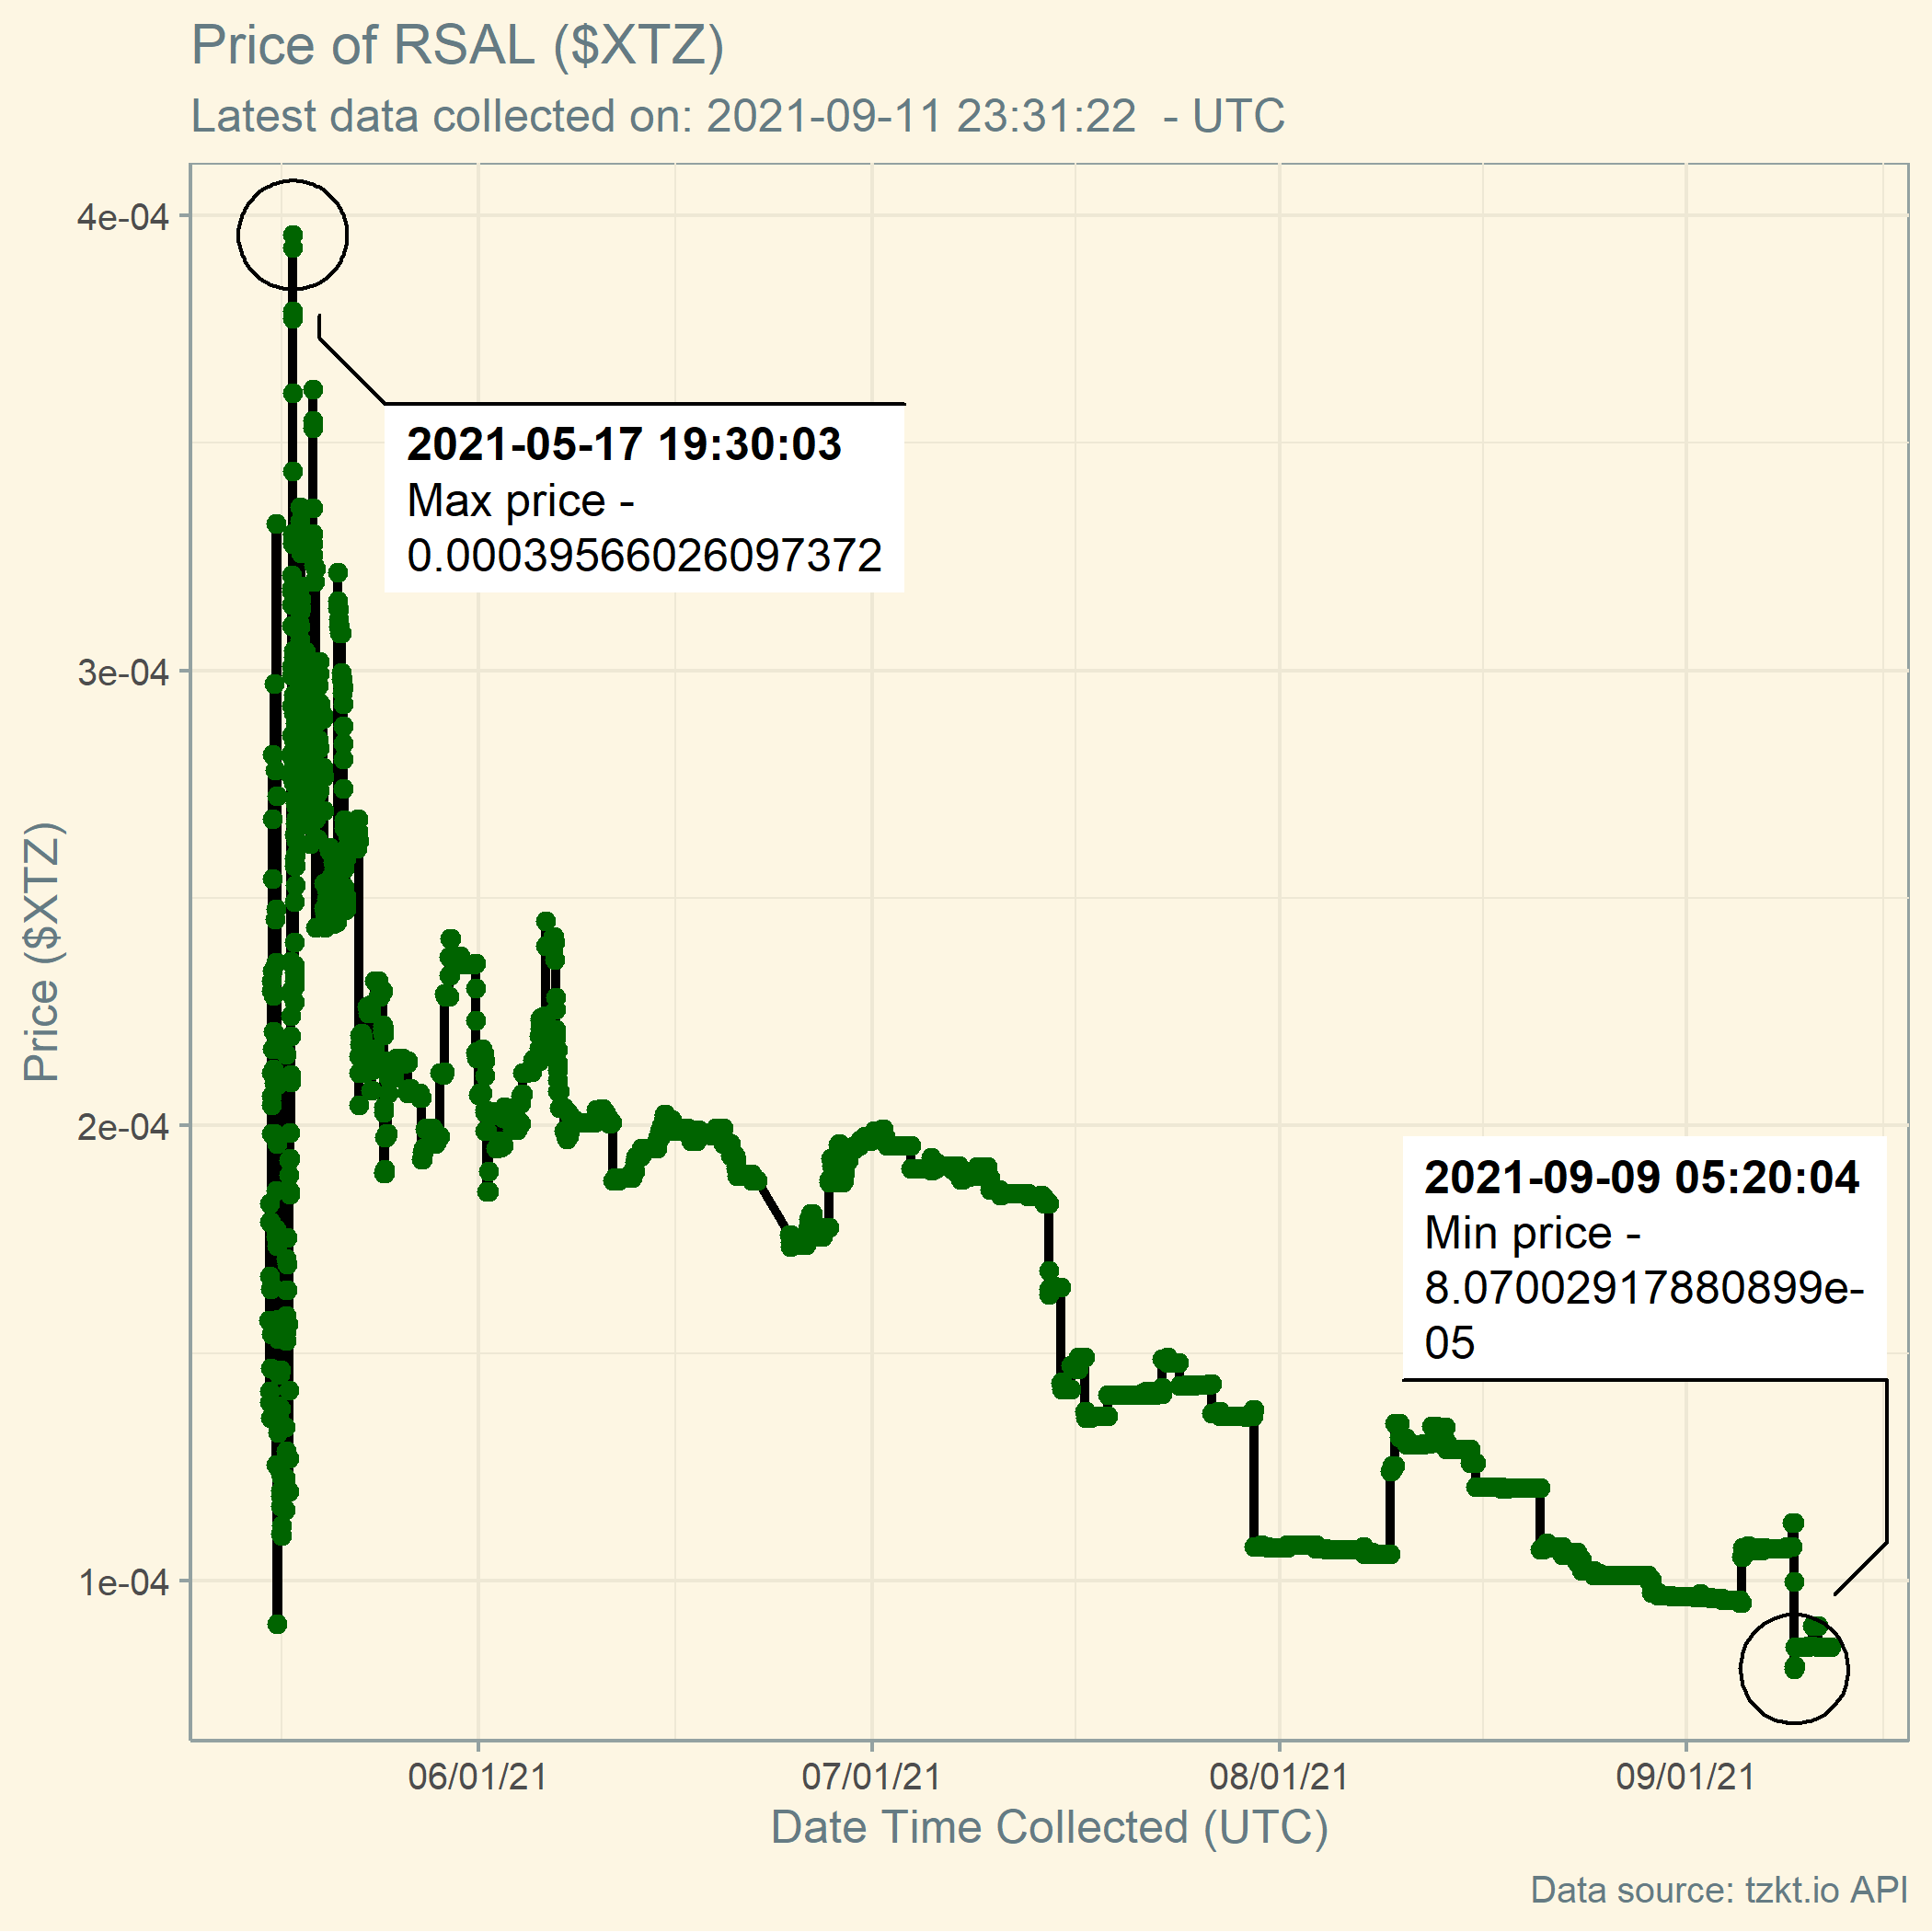 Price of RSAL ($XTZ)
Latest data collected on: 2021-09-11 23:31:22  - UTC
4e-04
3e-04
2e-04
1e-04
Price ($XTZ)
2021-05-17 19:30:03
Max price -
0.000395566026097372
2021-09-09 05:20:04
Min price -
8.07002917880899e-
05
06/01/21
07/01/21
08/01/21
09/01/21
Date Time Collected (UTC)
Data source: tzkt.io API